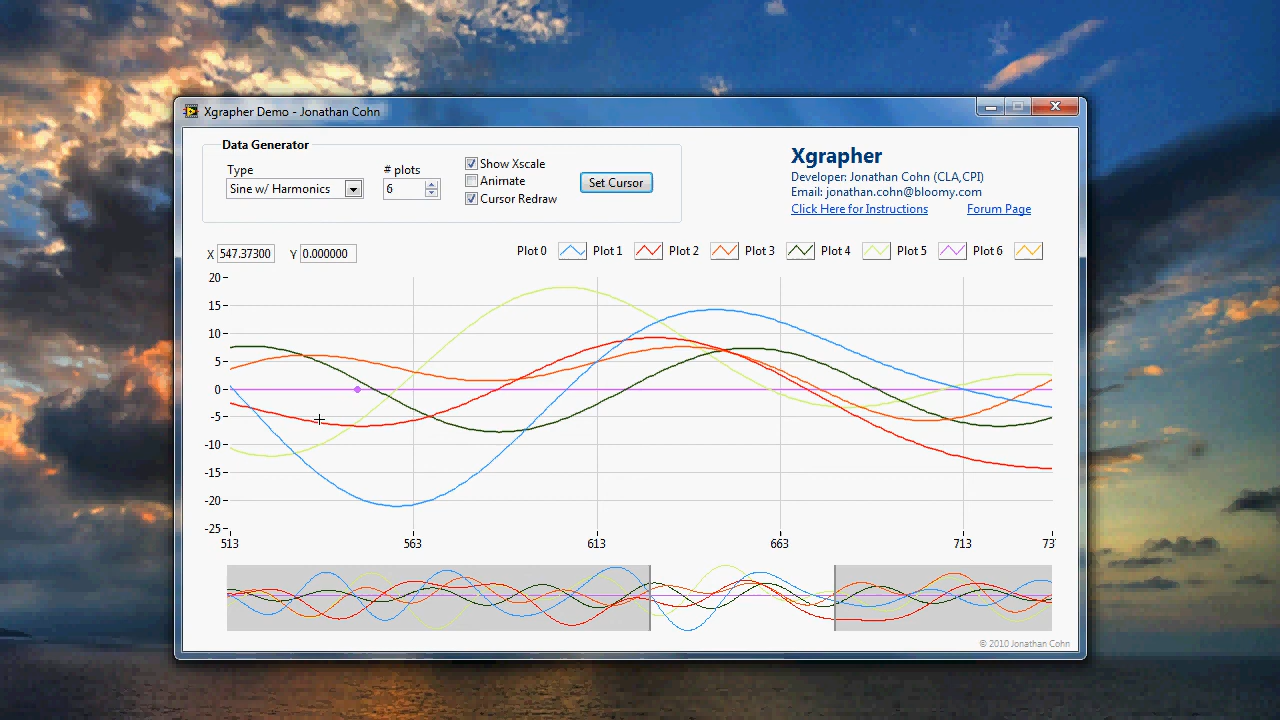 Xgrapher Demo - Jonathan Cohn
Data Generator
Type
Sine w/ Harmonics
# plots
6
Show Xscale
Animate
Cursor Redraw
Set Cursor
Xgrapher
Developer: Jonathan Cohn (CLA,CPI)
Email: jonathan.cohn@bloomy.com
Click Here for Instructions Forum Page
X 547.37300 Y 0.000000
Plot 0 Plot 1 Plot 2 Plot 3 Plot 4 Plot 5 Plot 6
20
15
10
5
0
-5
-10
-15
-20
-25
513 563 613 663 713 73
© 2010 Jonathan Cohn